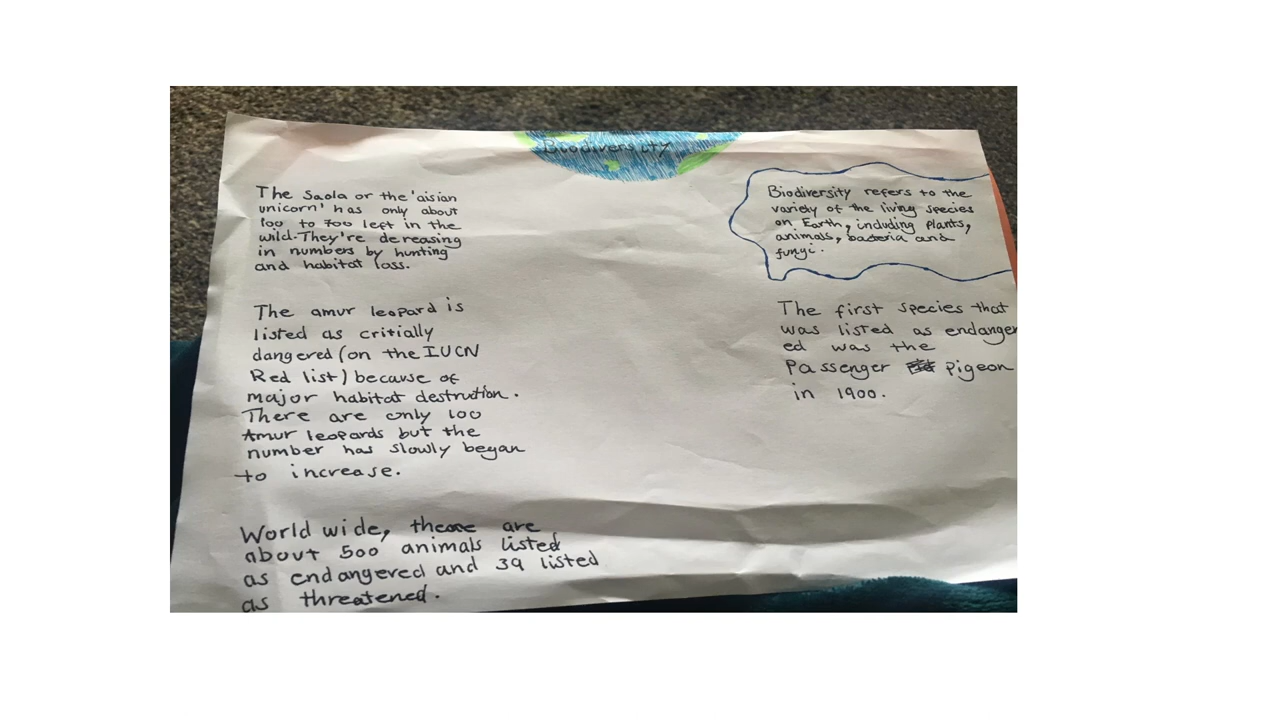 Biodiversity
The Saola or the 'aisian
unicorn' has only about
100 to 700 left in the
wild. They're dereasing
in numbers by hunting
and habitat loss.
The amur leopard is
listed as critially
dangered (on the IUCN
Red list) because of
major habitat destrution.
There are only 100
Amur leopards but the
number has slowly began
to increase.
World wide, there are
about 500 animals listed
as endangered and 39 listed
as threatened.
Biodiversity refers to the
variety of the living species
on Earth, including plants,
animals, bacteria and
fungi.
The first species that
was listed as endanger
ed was the
Passenger pigeon
in 1900.